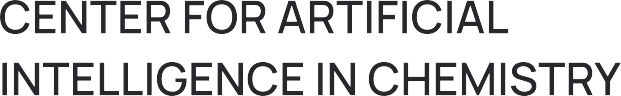 CENTER FOR ARTIFICIAL
INTELLIGENCE IN CHEMISTRY